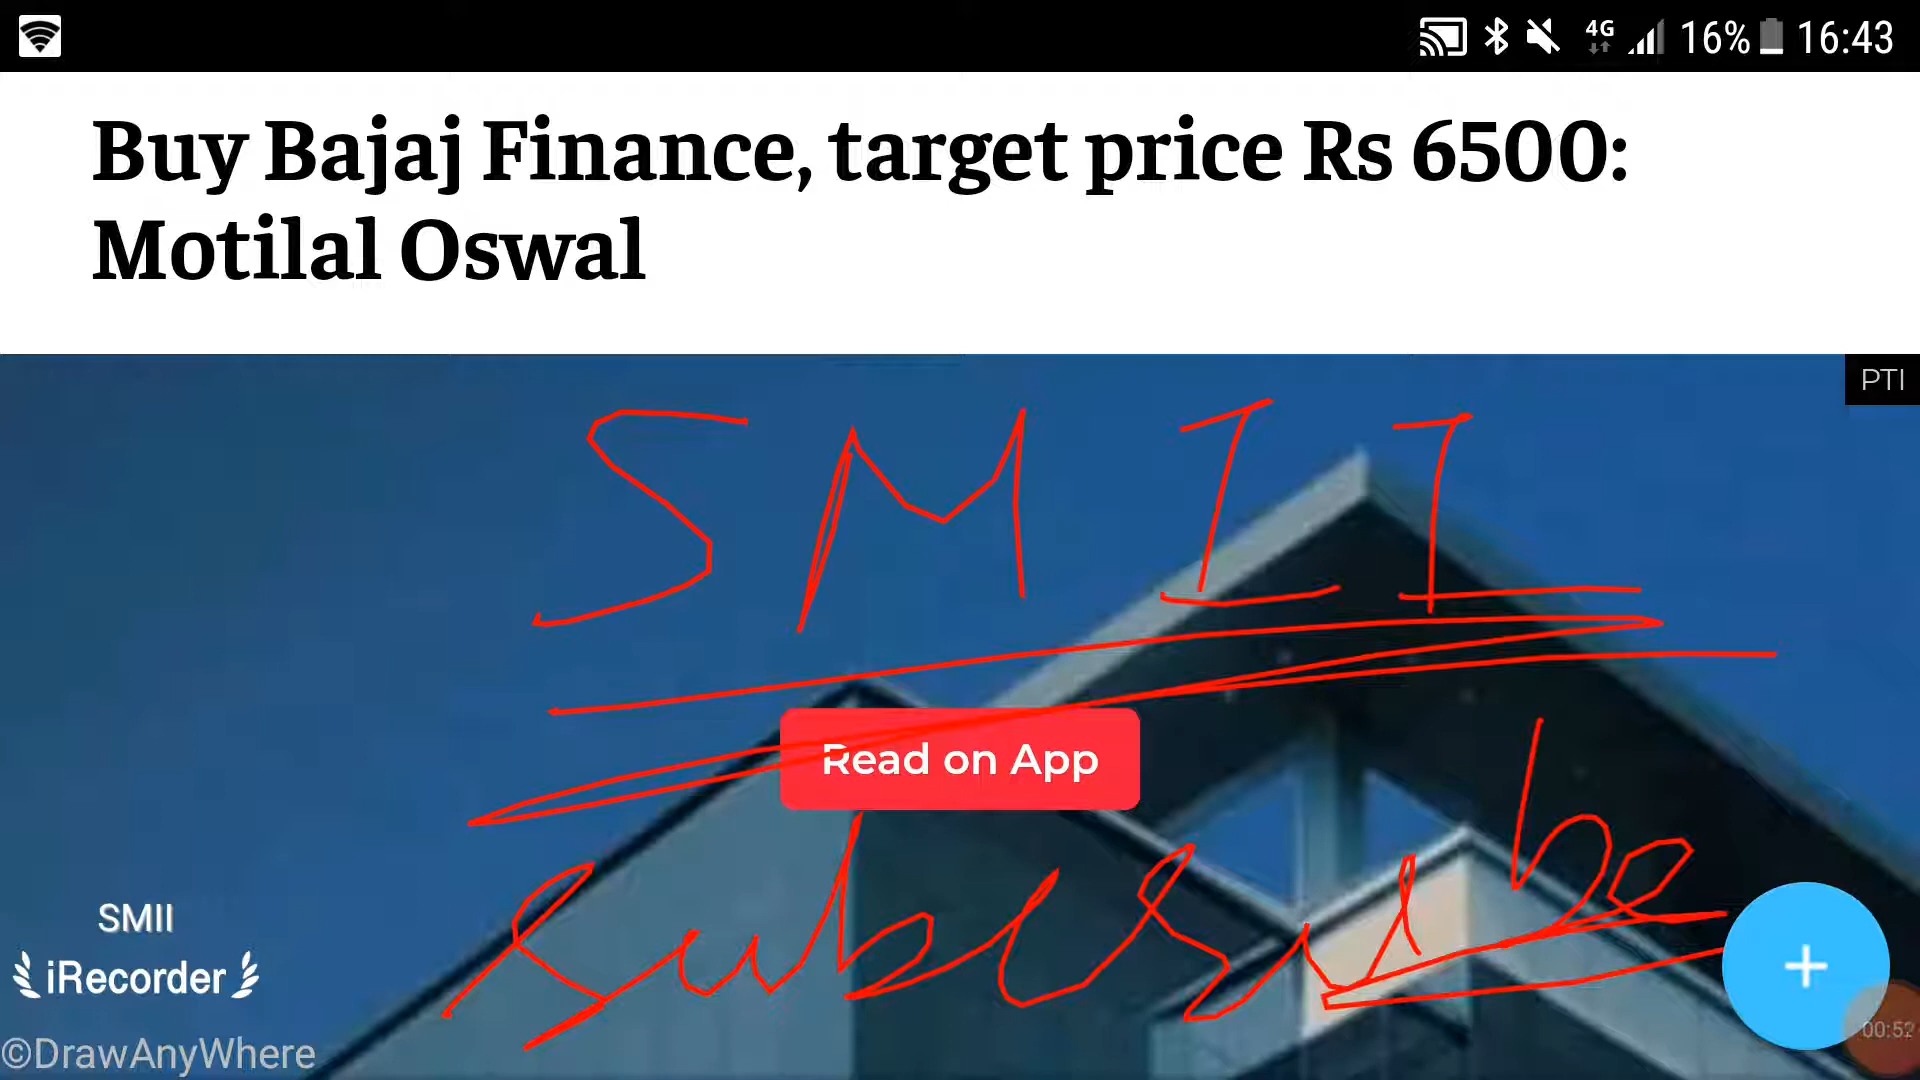 4G 16% 16:43
Buy Bajaj Finance, target price Rs 6500:
Motilal Oswal
PTI
SMII
Read on App
SMII
iRecorder
00:52
©DrawAnyWhere